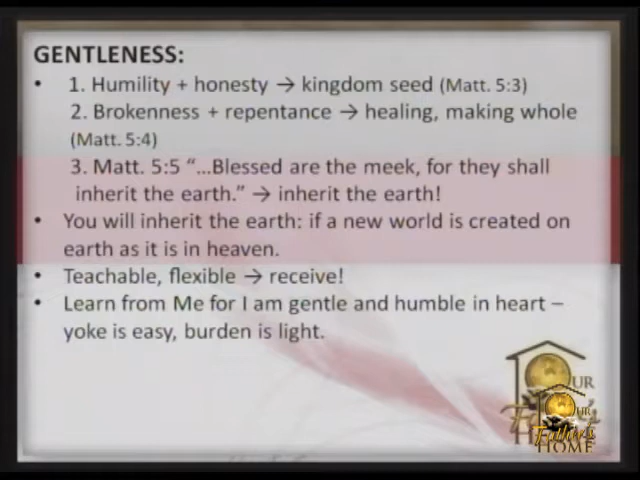 GENTLENESS:
• 1. Humility + honesty → kingdom seed (Matt. 5:3)
2. Brokenness + repentance → healing, making whole
(Matt. 5:4)
3. Matt. 5:5 “…Blessed are the meek, for they shall
inherit the earth.” → inherit the earth!
• You will inherit the earth: if a new world is created on
earth as it is in heaven.
• Teachable, flexible → receive!
• Learn from Me for I am gentle and humble in heart –
yoke is easy, burden is light.
OUR
OUR
Father's
HOME